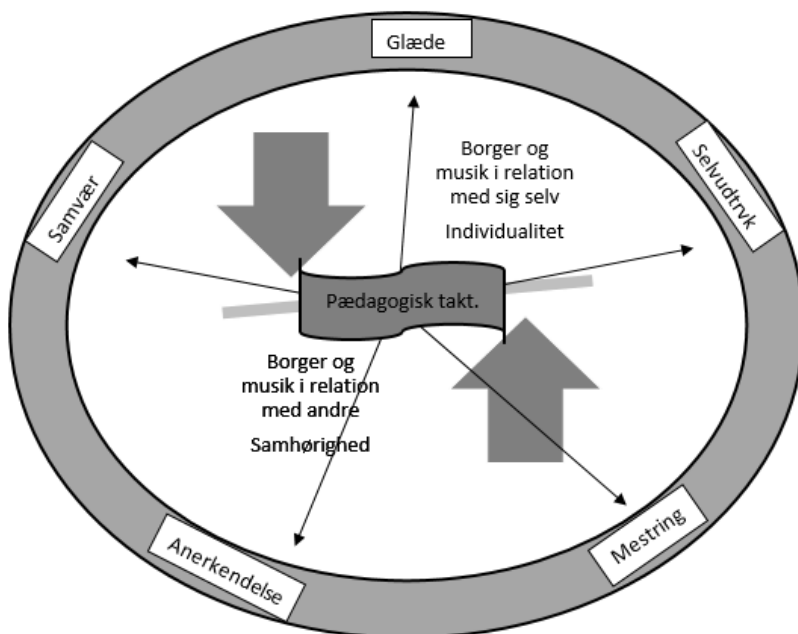 Glæde
Samvær
Borger og
musik i relation
med sig selv
Individualitet
Selvudtryk
Pædagogisk takt.
Borger og
musik i relation
med andre
Samhørighed
Anerkendelse
Mestring